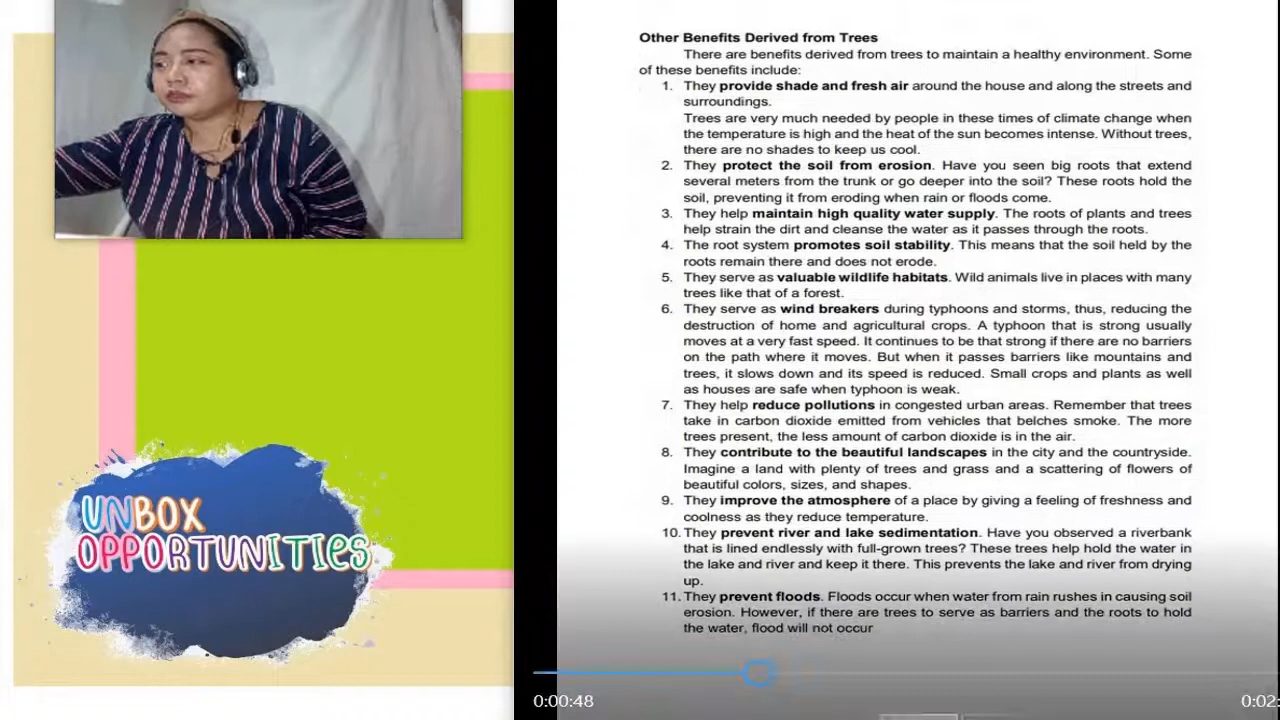 Other Benefits Derived from Trees
There are benefits derived from trees to maintain a healthy environment. Some
of these benefits include:
1. They provide shade and fresh air around the house and along the streets and
surroundings.
Trees are very much needed by people in these times of climate change when
the temperature is high and the heat of the sun becomes intense. Without trees,
there are no shades to keep us cool.
2. They protect the soil from erosion. Have you seen big roots that extend
several meters from the trunk or go deeper into the soil? These roots hold the
soil, preventing it from eroding when rain or floods come.
3. They help maintain high quality water supply. The roots of plants and trees
help strain the dirt and cleanse the water as it passes through the roots.
4. The root system promotes soil stability. This means that the soil held by the
roots remain there and does not erode.
5. They serve as valuable wildlife habitats. Wild animals live in places with many
trees like that of a forest.
6. They serve as wind breakers during typhoons and storms, thus, reducing the
destruction of home and agricultural crops. A typhoon that is strong usually
moves at a very fast speed. It continues to be that strong if there are no barriers
on the path where it moves. But when it passes barriers like mountains and
trees, it slows down and its speed is reduced. Small crops and plants as well
as houses are safe when typhoon is weak.
7. They help reduce pollutions in congested urban areas. Remember that trees
take in carbon dioxide emitted from vehicles that belches smoke. The more
trees present, the less amount of carbon dioxide is in the air.
8. They contribute to the beautiful landscapes in the city and the countryside.
Imagine a land with plenty of trees and grass and a scattering of flowers of
beautiful colors, sizes, and shapes.
9. They improve the atmosphere of a place by giving a feeling of freshness and
coolness as they reduce temperature.
10. They prevent river and lake sedimentation. Have you observed a riverbank
that is lined endlessly with full-grown trees? These trees help hold the water in
the lake and river and keep it there. This prevents the lake and river from drying
up.
11. They prevent floods. Floods occur when water from rain rushes in causing soil
erosion. However, if there are trees to serve as barriers and the roots to hold
the water, flood will not occur
UNBOX
OPPORTUNITIES
0:00:48
0:02: